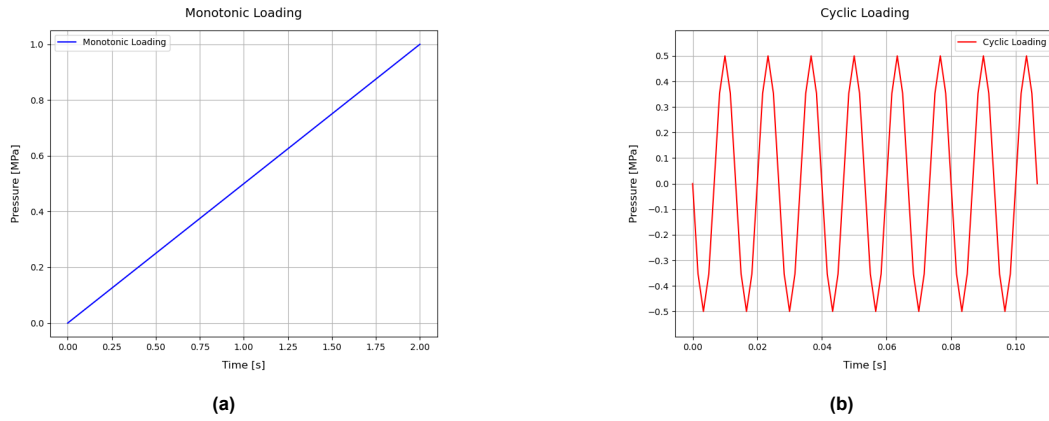 Monotonic Loading
Monotonic Loading
1.0
0.8
0.6
0.4
0.2
0.0
Pressure [MPa]
0.00 0.25 0.50 0.75 1.00 1.25 1.50 1.75 2.00
Time [s]
(a)
Cyclic Loading
Cyclic Loading
0.5
0.4
0.3
0.2
0.1
0.0
−0.1
−0.2
−0.3
−0.4
−0.5
Pressure [MPa]
0.00 0.02 0.04 0.06 0.08 0.10
Time [s]
(b)